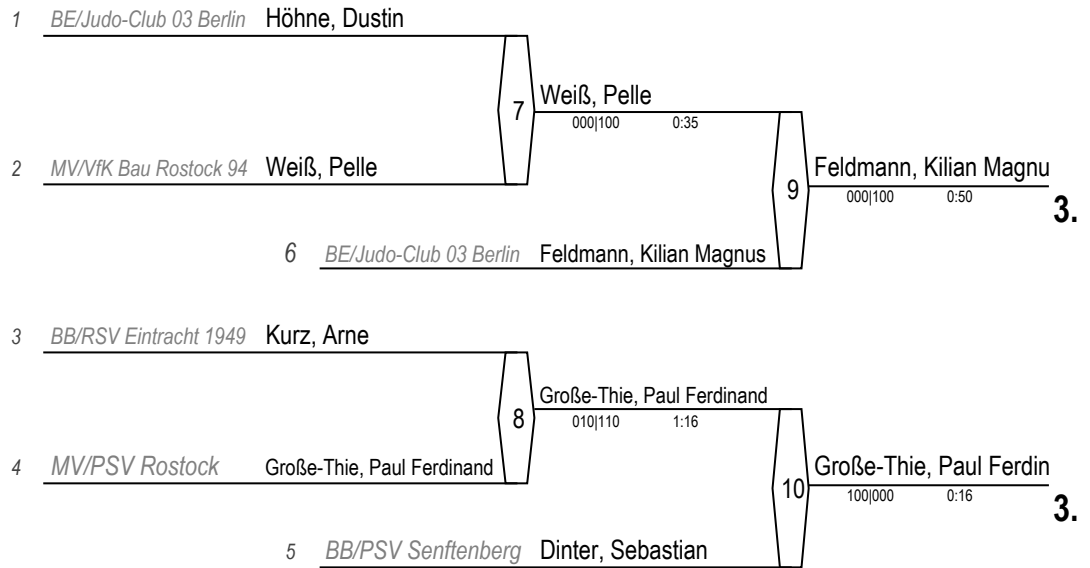 1 BE/Judo-Club 03 Berlin Höhne, Dustin
7 Weiß, Pelle
000|100 0:35
2 MV/VfK Bau Rostock 94 Weiß, Pelle
9 Feldmann, Kilian Magnu
000|100 0:50
3.
6 BE/Judo-Club 03 Berlin Feldmann, Kilian Magnus
3 BB/RSV Eintracht 1949 Kurz, Arne
8 Große-Thie, Paul Ferdinand
010|110 1:16
4 MV/PSV Rostock Große-Thie, Paul Ferdinand
10 Große-Thie, Paul Ferdin
100|000 0:16
3.
5 BB/PSV Senftenberg Dinter, Sebastian